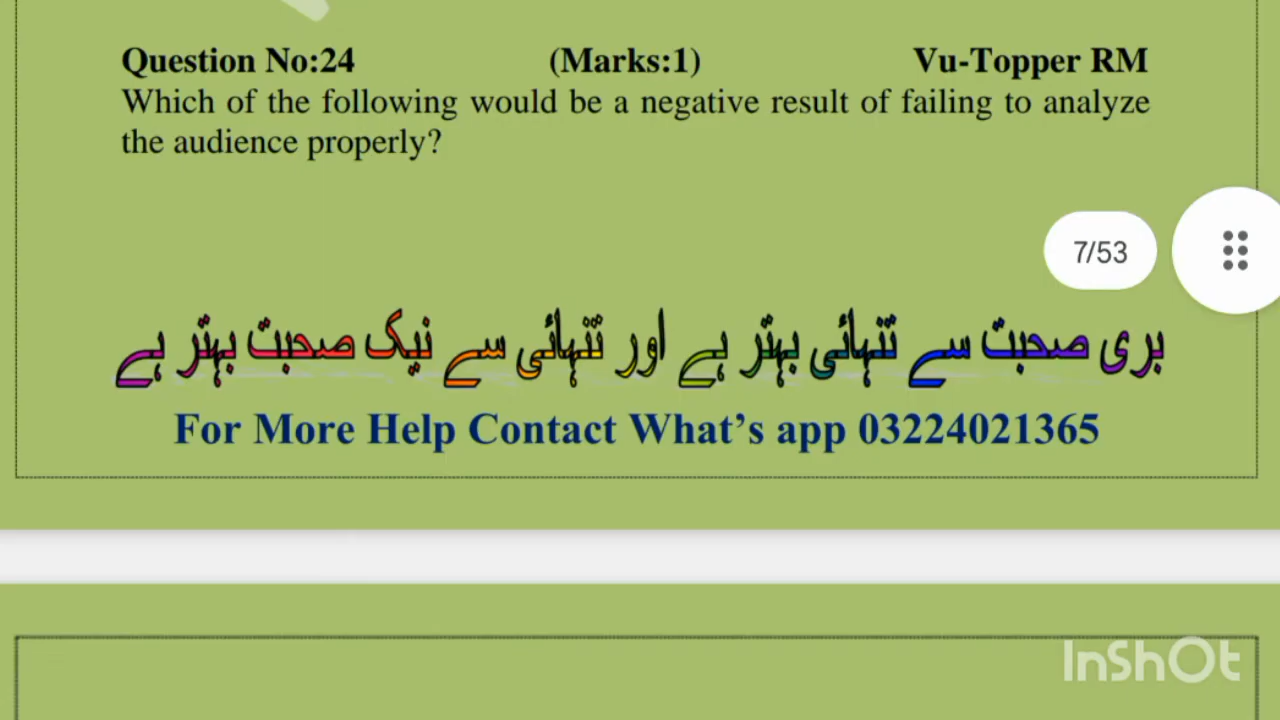 Question No:24 (Marks:1) Vu-Topper RM
Which of the following would be a negative result of failing to analyze
the audience properly?
7/53
بری صحبت سے تنہائی بہتر ہے اور تنہائی سے نیک صحبت بہتر ہے
For More Help Contact What’s app 03224021365
InShOt